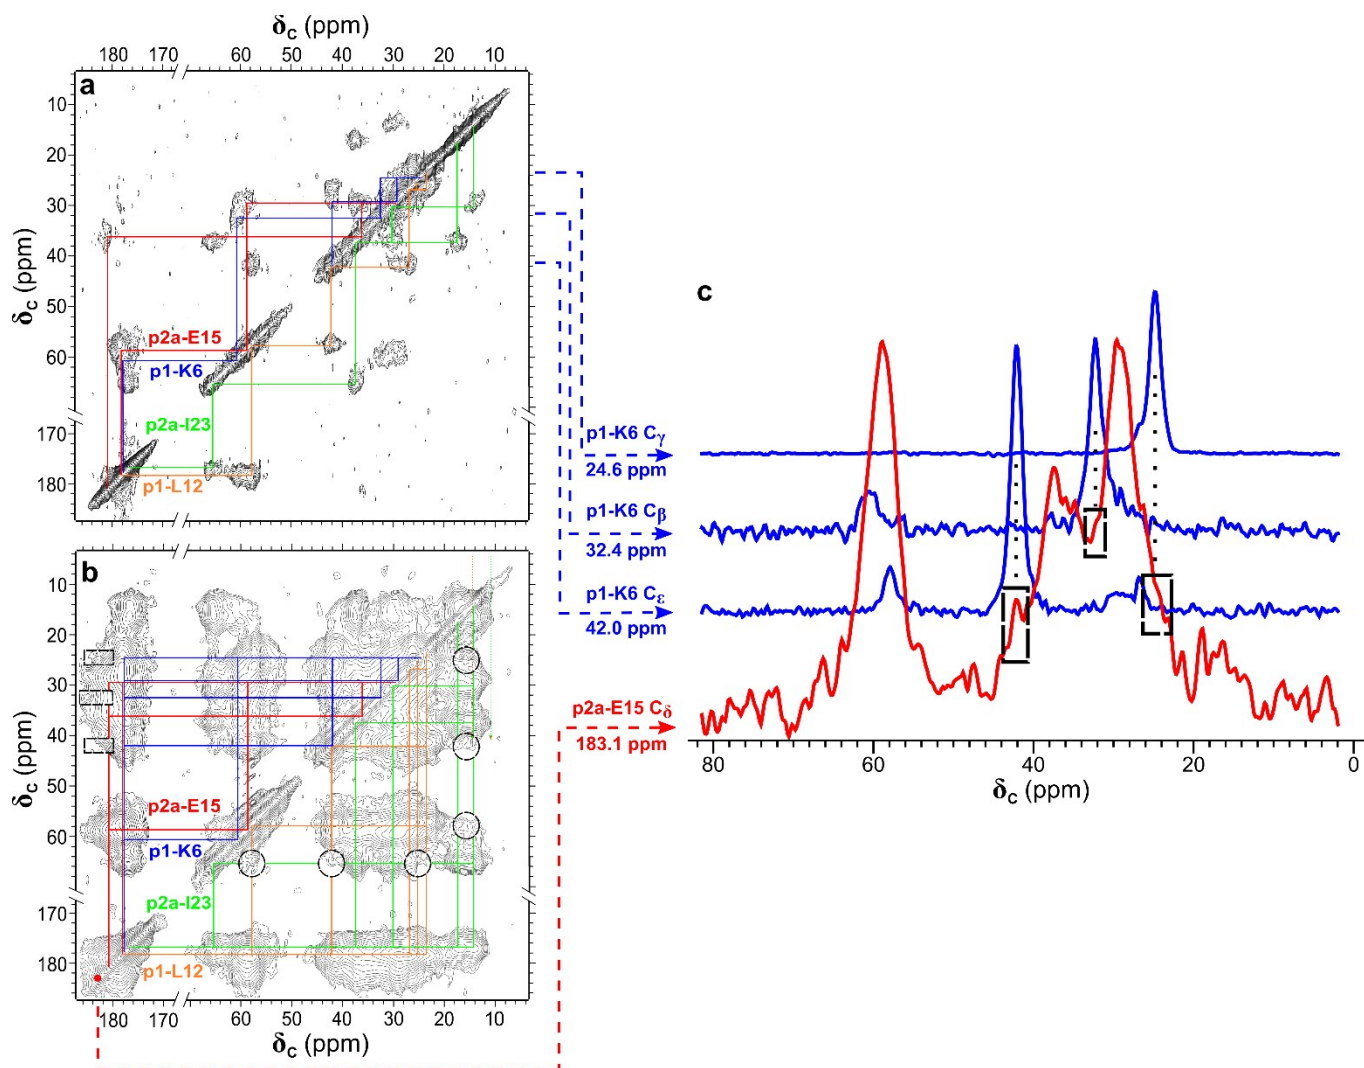 δc (ppm)
180 170 60 50 40 30 20 10
a
δc (ppm)
10
20
30
40
50
60
170
180
p2a-E15
p1-K6
p2a-I23
p1-L12
b
δc (ppm)
10
20
30
40
50
60
170
180
p2a-E15
p1-K6
p2a-I23
p1-L12
180 170 60 50 40 30 20 10
δc (ppm)
c
p1-K6 Cγ
24.6 ppm
p1-K6 Cβ
32.4 ppm
p1-K6 Cε
42.0 ppm
p2a-E15 Cδ
183.1 ppm
80 60 40 20 0
δc (ppm)